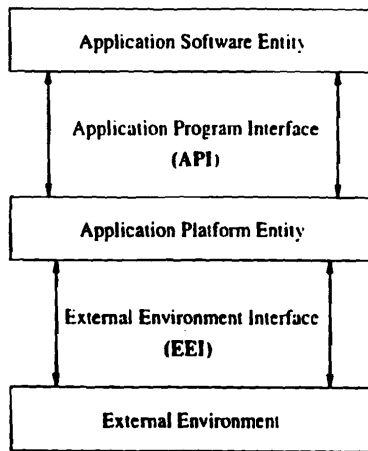 Application Software Entity
Application Program Interface
(API)
Application Platform Entity
External Environment Interface
(EEI)
External Environment